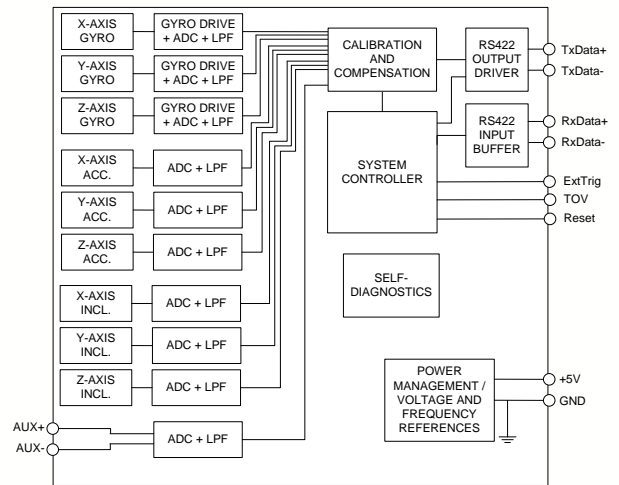 X-AXIS
GYRO
GYRO DRIVE
+ ADC + LPF
Y-AXIS
GYRO
GYRO DRIVE
+ ADC + LPF
Z-AXIS
GYRO
GYRO DRIVE
+ ADC + LPF
X-AXIS
ACC.
ADC + LPF
Y-AXIS
ACC.
ADC + LPF
Z-AXIS
ACC.
ADC + LPF
X-AXIS
INCL.
ADC + LPF
Y-AXIS
INCL.
ADC + LPF
Z-AXIS
INCL.
ADC + LPF
AUX+
AUX-
ADC + LPF
CALIBRATION
AND
COMPENSATION
RS422
OUTPUT
DRIVER
TxData+
TxData-
RS422
INPUT
BUFFER
RxData+
RxData-
SYSTEM
CONTROLLER
ExtTrig
TOV
Reset
SELF-
DIAGNOSTICS
POWER
MANAGEMENT /
VOLTAGE AND
FREQUENCY
REFERENCES
+5V
GND